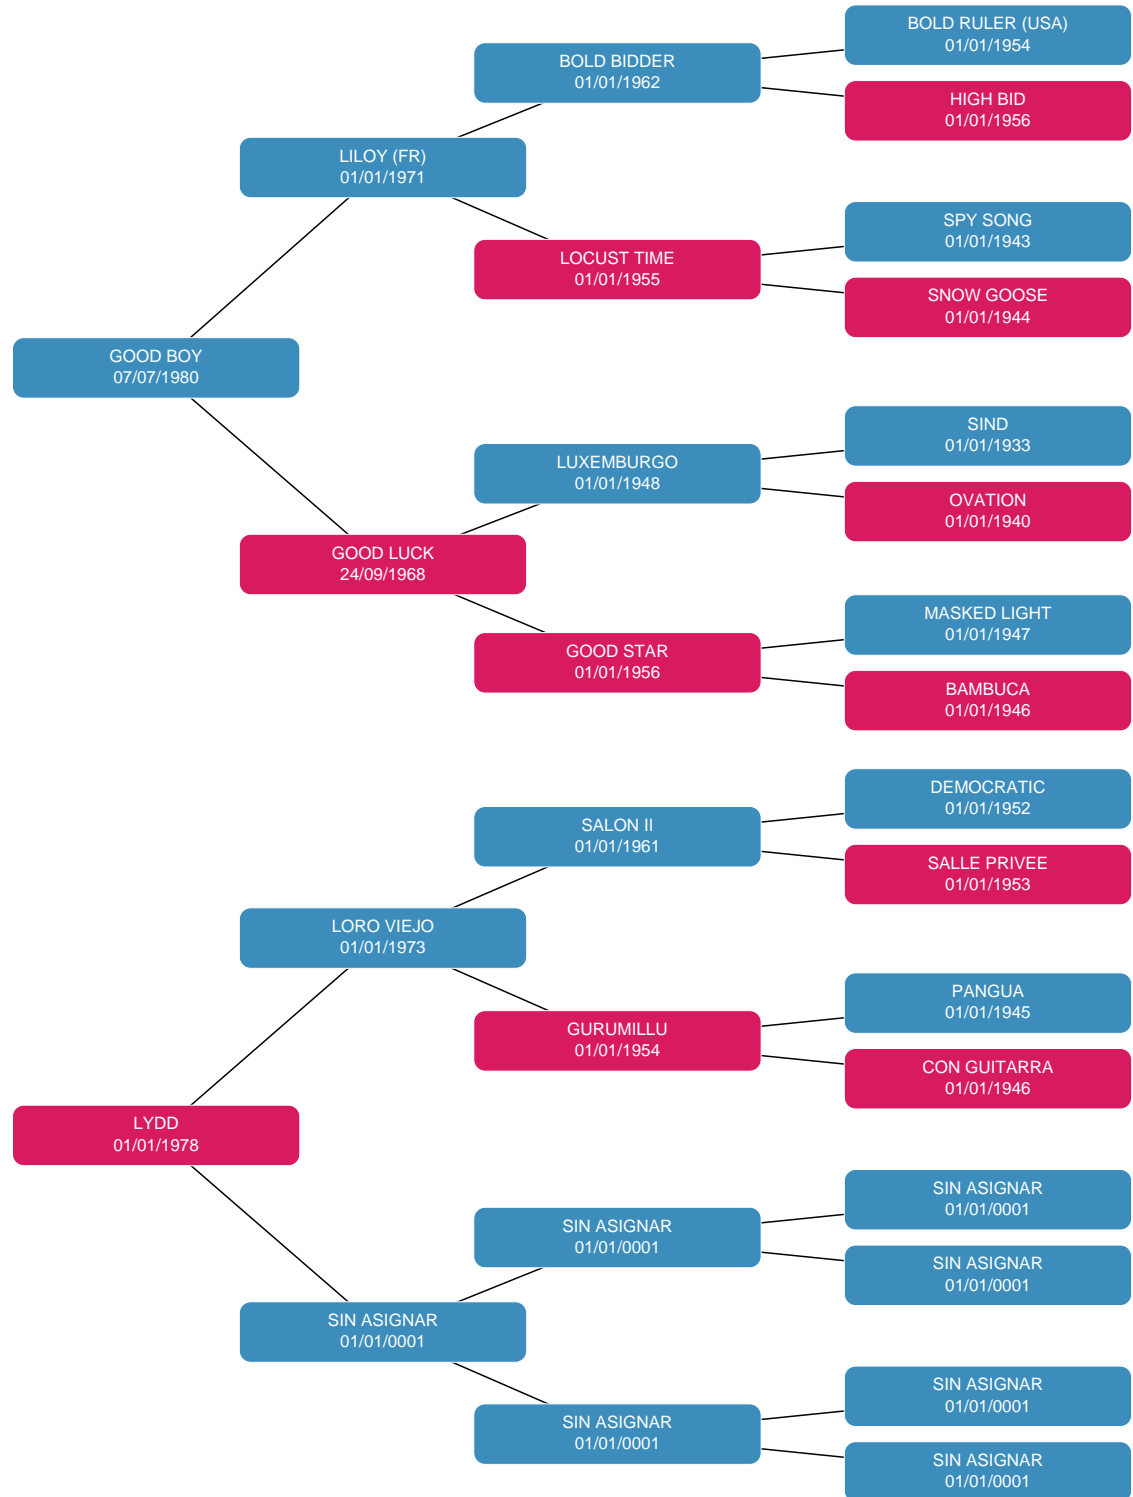 BOLD RULER (USA)
01/01/1954
BOLD BIDDER
01/01/1962
HIGH BID
01/01/1956
LILOY (FR)
01/01/1971
SPY SONG
01/01/1943
LOCUST TIME
01/01/1955
SNOW GOOSE
01/01/1944
GOOD BOY
07/07/1980
SIND
01/01/1933
LUXEMBURGO
01/01/1948
OVATION
01/01/1940
GOOD LUCK
24/09/1968
MASKED LIGHT
01/01/1947
GOOD STAR
01/01/1956
BAMBUCA
01/01/1946
DEMOCRATIC
01/01/1952
SALON II
01/01/1961
SALLE PRIVEE
01/01/1953
LORO VIEJO
01/01/1973
PANGUA
01/01/1945
GURUMILLU
01/01/1954
CON GUITARRA
01/01/1946
LYDD
01/01/1978
SIN ASIGNAR
01/01/0001
SIN ASIGNAR
01/01/0001
SIN ASIGNAR
01/01/0001
SIN ASIGNAR
01/01/0001
SIN ASIGNAR
01/01/0001
SIN ASIGNAR
01/01/0001
SIN ASIGNAR
01/01/0001